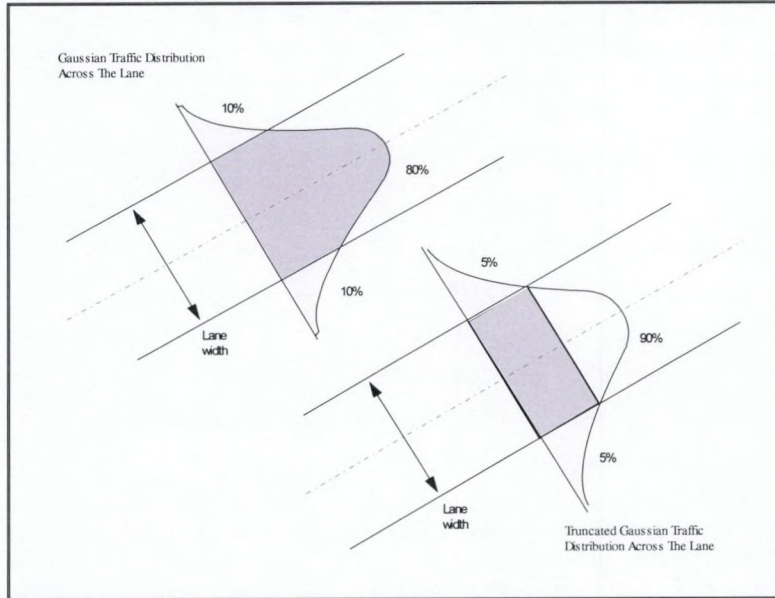 Gaussian Traffic Distribution
Across The Lane
10%
80%
10%
Lane
width
5%
90%
5%
Lane
width
Truncated Gaussian Traffic
Distribution Across The Lane